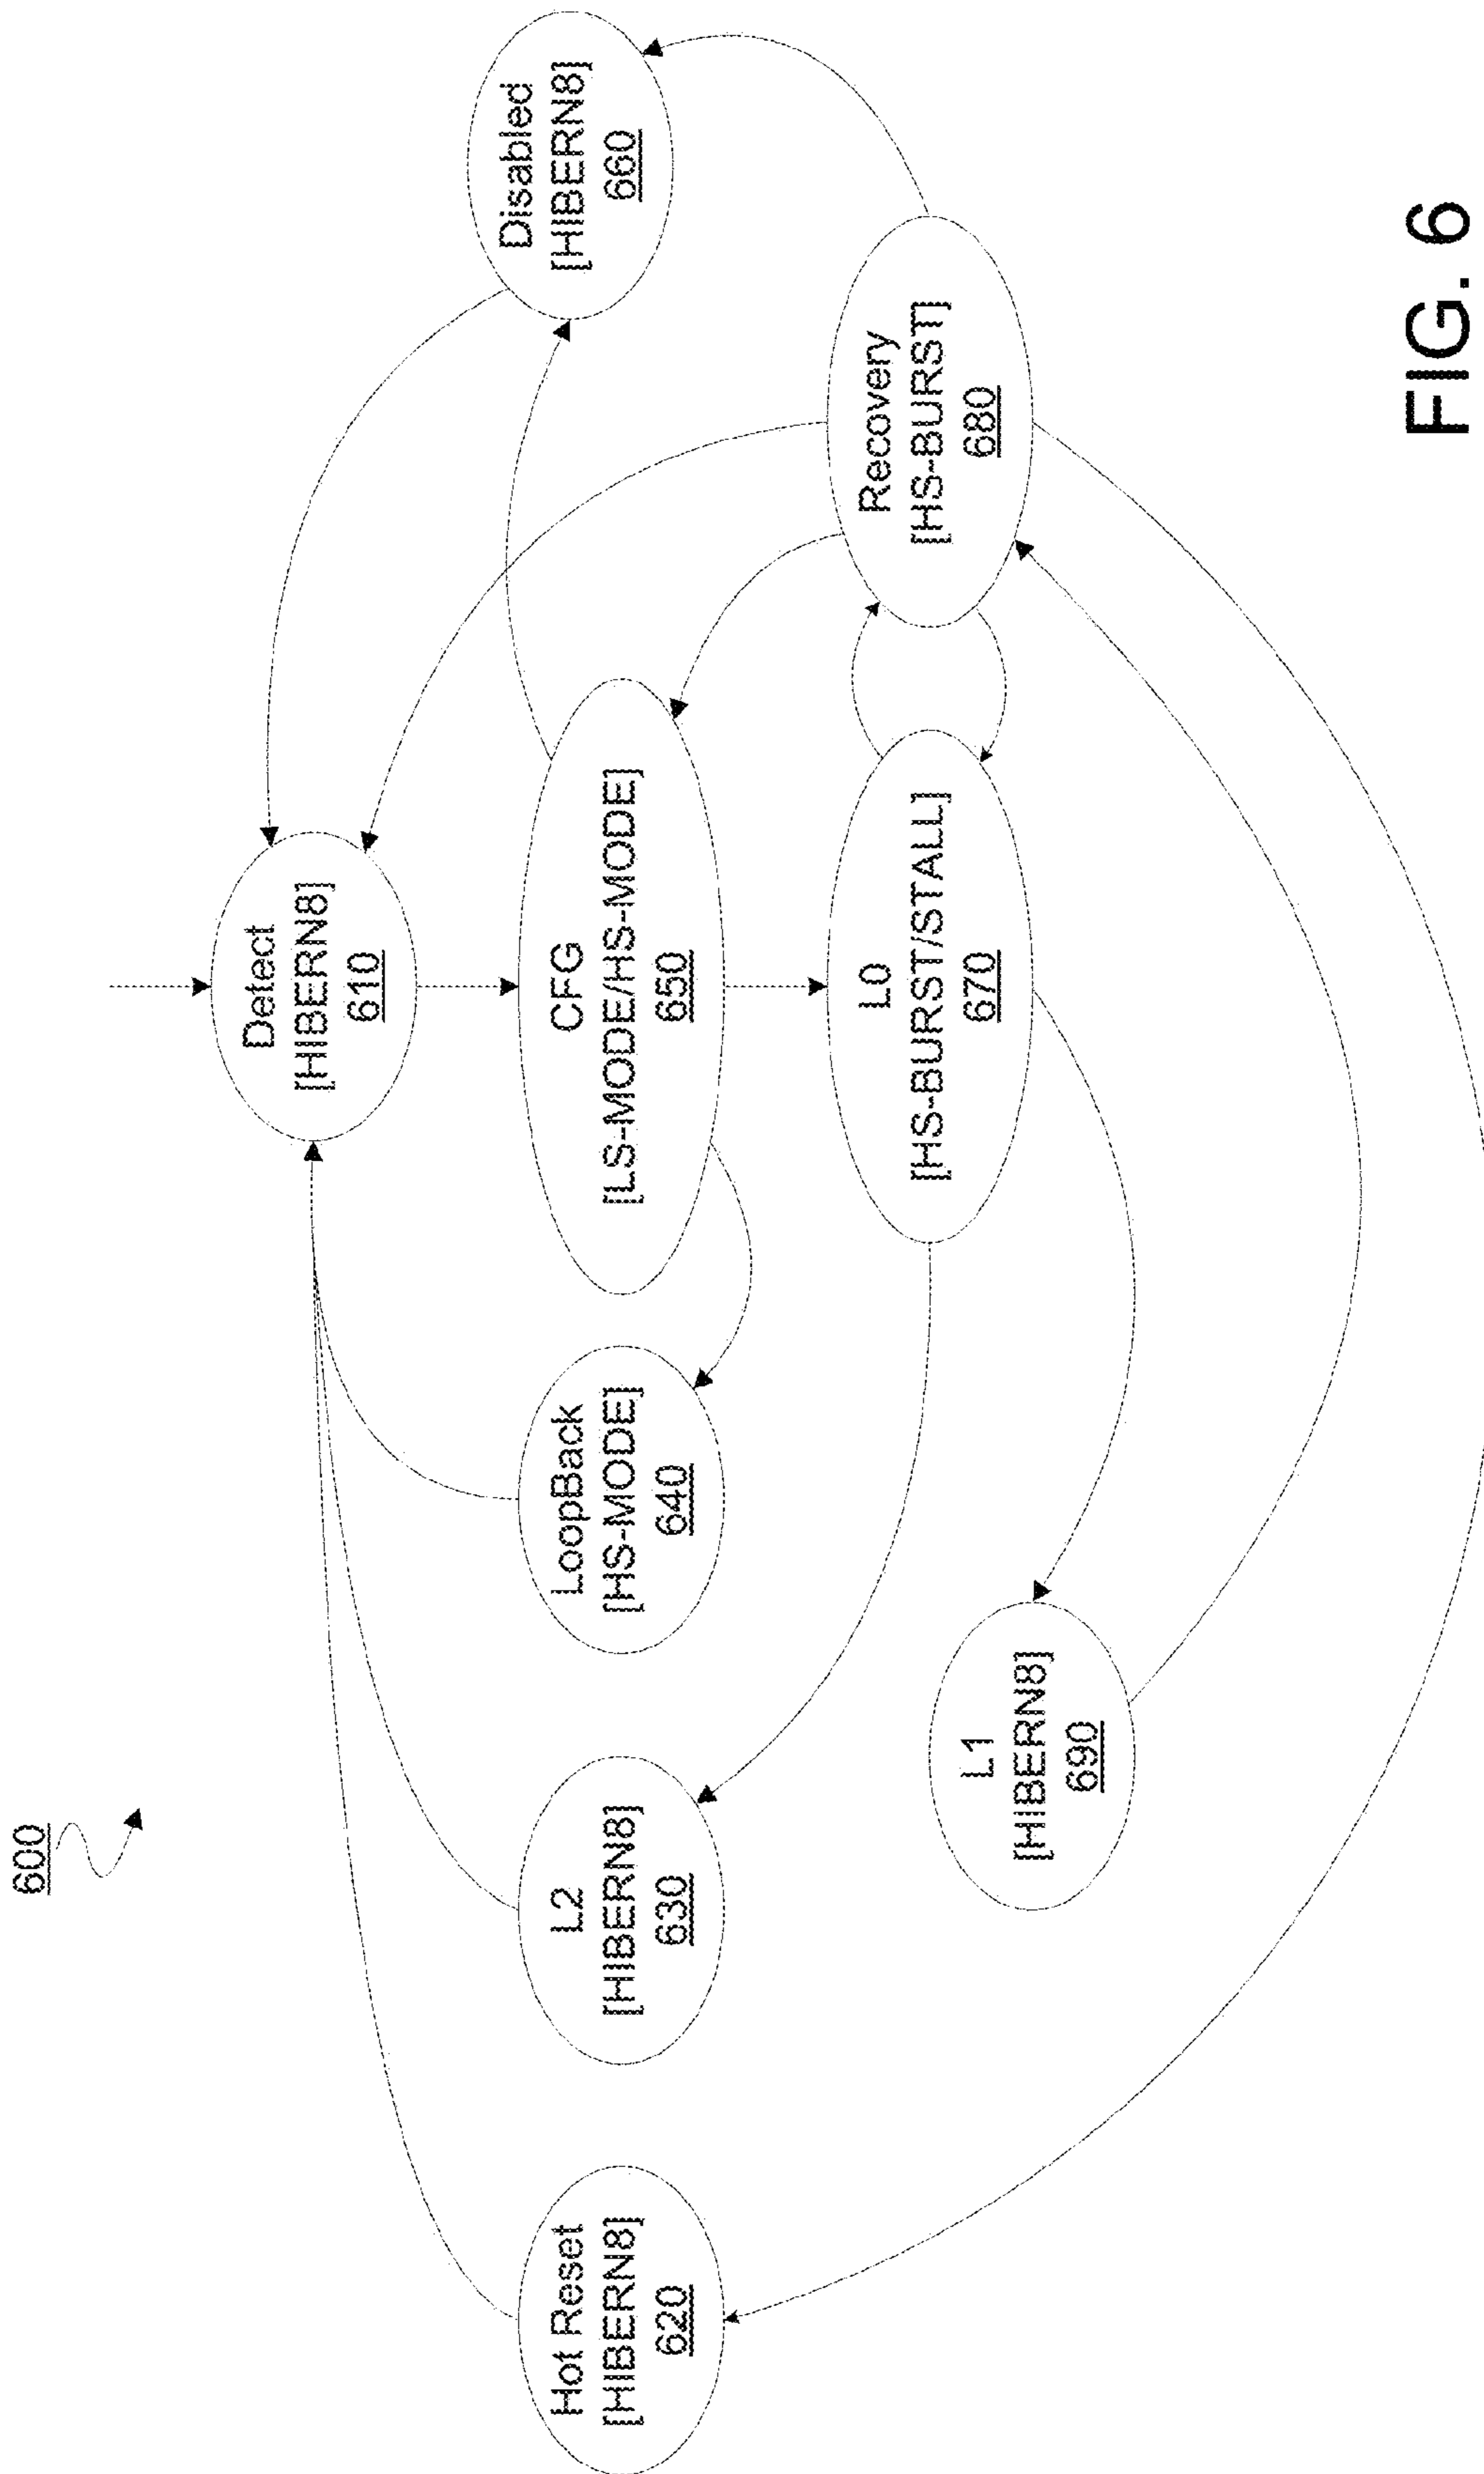 600
Detect
[HIBERN8]
610
Hot Reset
[HIBERN8]
620
L2
[HIBERN8]
630
LoopBack
[HS-MODE]
640
CFG
[LS-MODE/HS-MODE]
650
Disabled
[HIBERN8]
660
L0
[HS-BURST/STALL]
670
Recovery
[HS-BURST]
680
L1
[HIBERN8]
690
FIG. 6